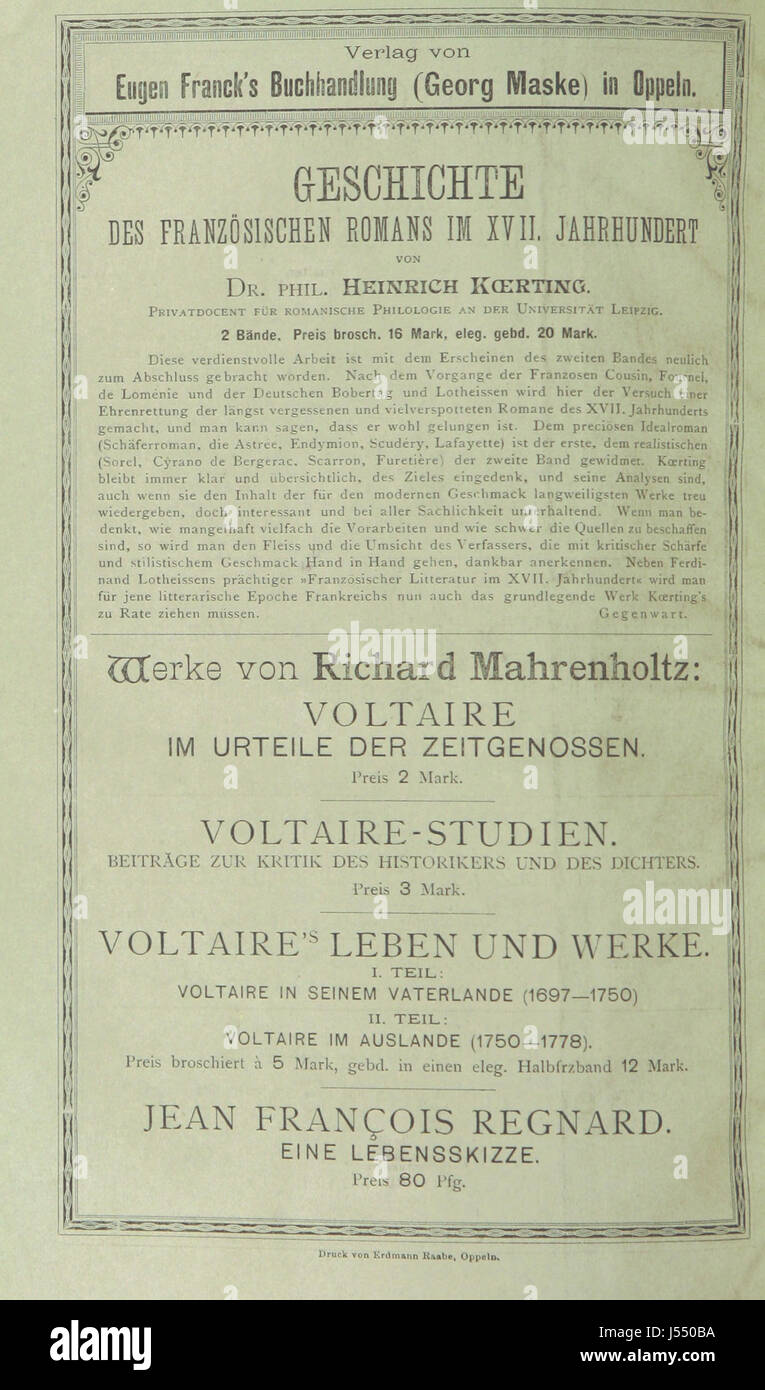 Verlag von
Eugen Franck's Buchhandlung (Georg Maske) in Oppeln.
GESCHICHTE
DES FRANZÖSISCHEN ROMANS IM XVII. JAHRHUNDERT
VON
DR. PHIL. HEINRICH KŒRTING.
PRIVATDOCENT FÜR ROMANISCHE PHILOLOGIE AN DER UNIVERSITÄT LEIPZIG.
2 Bände. Preis brosch. 16 Mark, eleg. gebd. 20 Mark.
Diese verdienstvolle Arbeit ist mit dem Erscheinen des zweiten Bandes neulich
zum Abschluss gebracht worden. Nach dem Vorgange der Franzosen Cousin, Fournel,
de Loménie und der Deutschen Bobertag und Lotheissen wird hier der Versuch einer
Ehrenrettung der längst vergessenen und vielverspotteten Romane des XVII. Jahrhunderts
gemacht, und man kann sagen, dass er wohl gelungen ist. Dem preciösen Idealroman
(Schäferroman, die Astree, Endymion, Scudéry, Lafayette) ist der erste, dem realistischen
(Sorel, Cyrano de Bergerac, Scarron, Furetière) der zweite Band gewidmet. Kœrting
bleibt immer klar und übersichtlich, des Zieles eingedenk, und seine Analysen sind,
auch wenn sie den Inhalt der für den modernen Geschmack langweiligsten Werke treu
wiedergeben, doch interessant und bei aller Sachlichkeit unterhaltend. Wenn man be-
denkt, wie mangelhaft vielfach die Vorarbeiten und wie schwer die Quellen zu beschaffen
sind, so wird man den Fleiss und die Umsicht des Verfassers, die mit kritischer Schärfe
und stilistischem Geschmack Hand in Hand gehen, dankbar anerkennen. Neben Ferdi-
nand Lotheissens prächtiger »Französischer Litteratur im XVII. Jahrhundert« wird man
für jene litterarische Epoche Frankreichs nun auch das grundlegende Werk Kœrting's
zu Rate ziehen müssen. Gegenwart.
Werke von Richard Mahrenholtz:
VOLTAIRE
IM URTEILE DER ZEITGENOSSEN.
Preis 2 Mark.
VOLTAIRE-STUDIEN.
BEITRÄGE ZUR KRITIK DES HISTORIKERS UND DES DICHTERS.
Preis 3 Mark.
VOLTAIRE'S LEBEN UND WERKE.
I. TEIL:
VOLTAIRE IN SEINEM VATERLANDE (1697—1750)
II. TEIL:
VOLTAIRE IM AUSLANDE (1750—1778).
Preis broschiert à 5 Mark, gebd. in einen eleg. Halbfrzband 12 Mark.
JEAN FRANÇOIS REGNARD.
EINE LEBENSSKIZZE.
Preis 80 Pfg.
Druck von Erdmann Raabe, Oppeln.
alamy
alamy
alamy
alamy
Image ID: J550BA
www.alamy.com